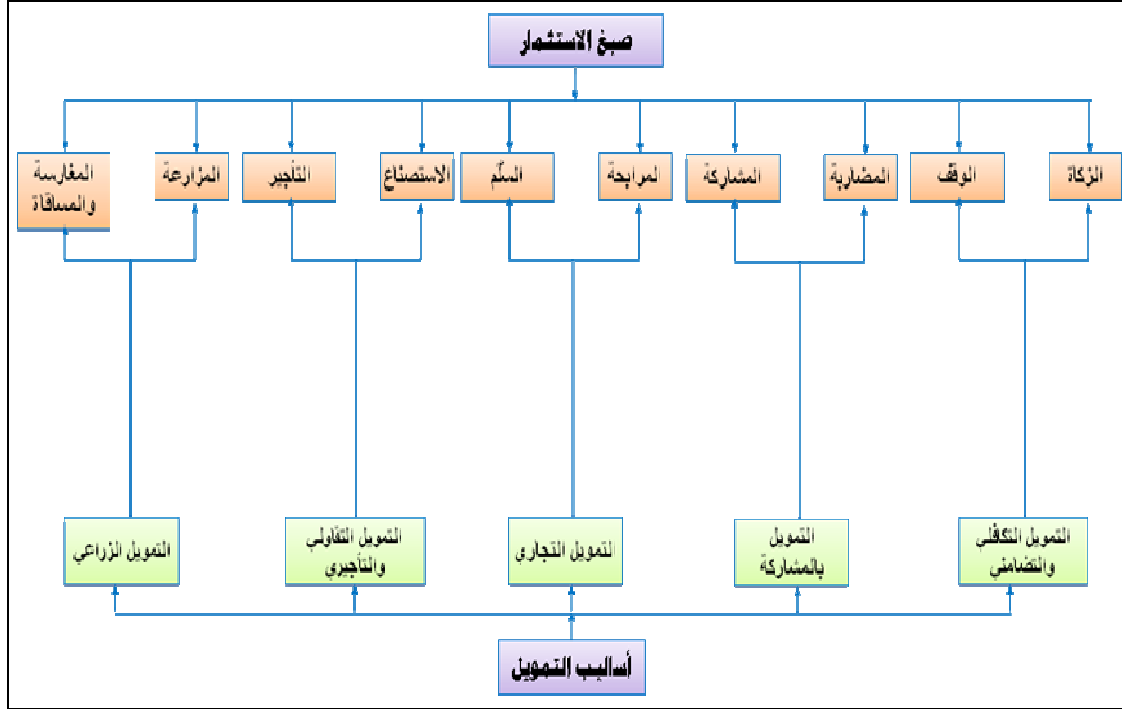 صيغ الاستثمار
الزكاة
الوقف
المضاربة
المشاركة
المرابحة
السلّم
الاستصناع
التأجير
المزارعة
المغارسة
والمساقاة
التمويل التكافلي
والتضامني
التمويل
بالمشاركة
التمويل التجاري
التمويل التقاولي
والتأجيري
التمويل الزراعي
أساليب التمويل